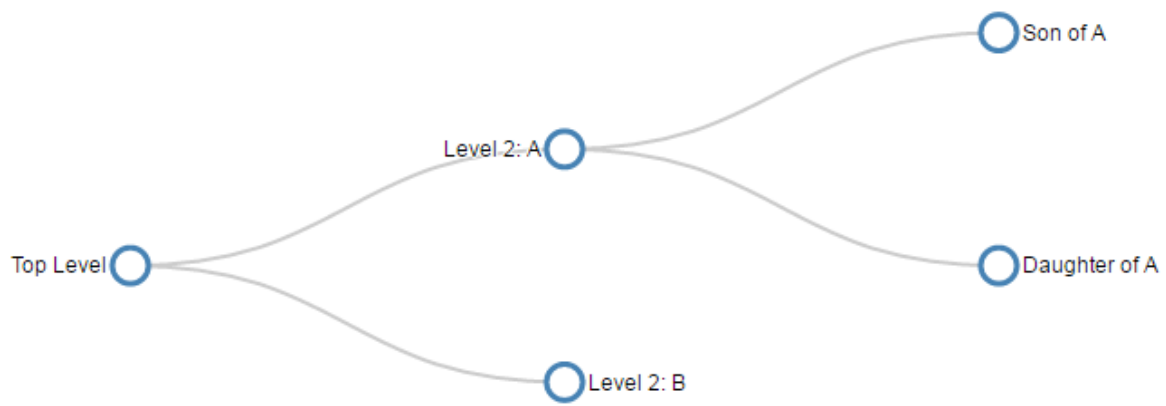 Son of A
Level 2: A
Top Level
Daughter of A
Level 2: B